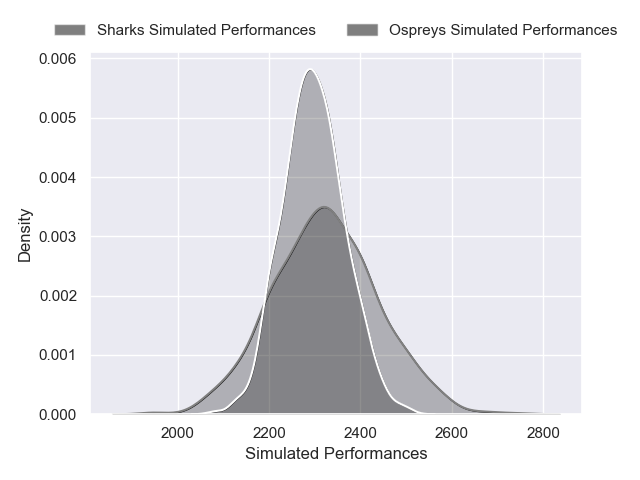 Sharks Simulated Performances Ospreys Simulated Performances
0.006
0.005
0.004
0.003
0.002
0.001
0.000
Density
2000 2200 2400 2600 2800
Simulated Performances